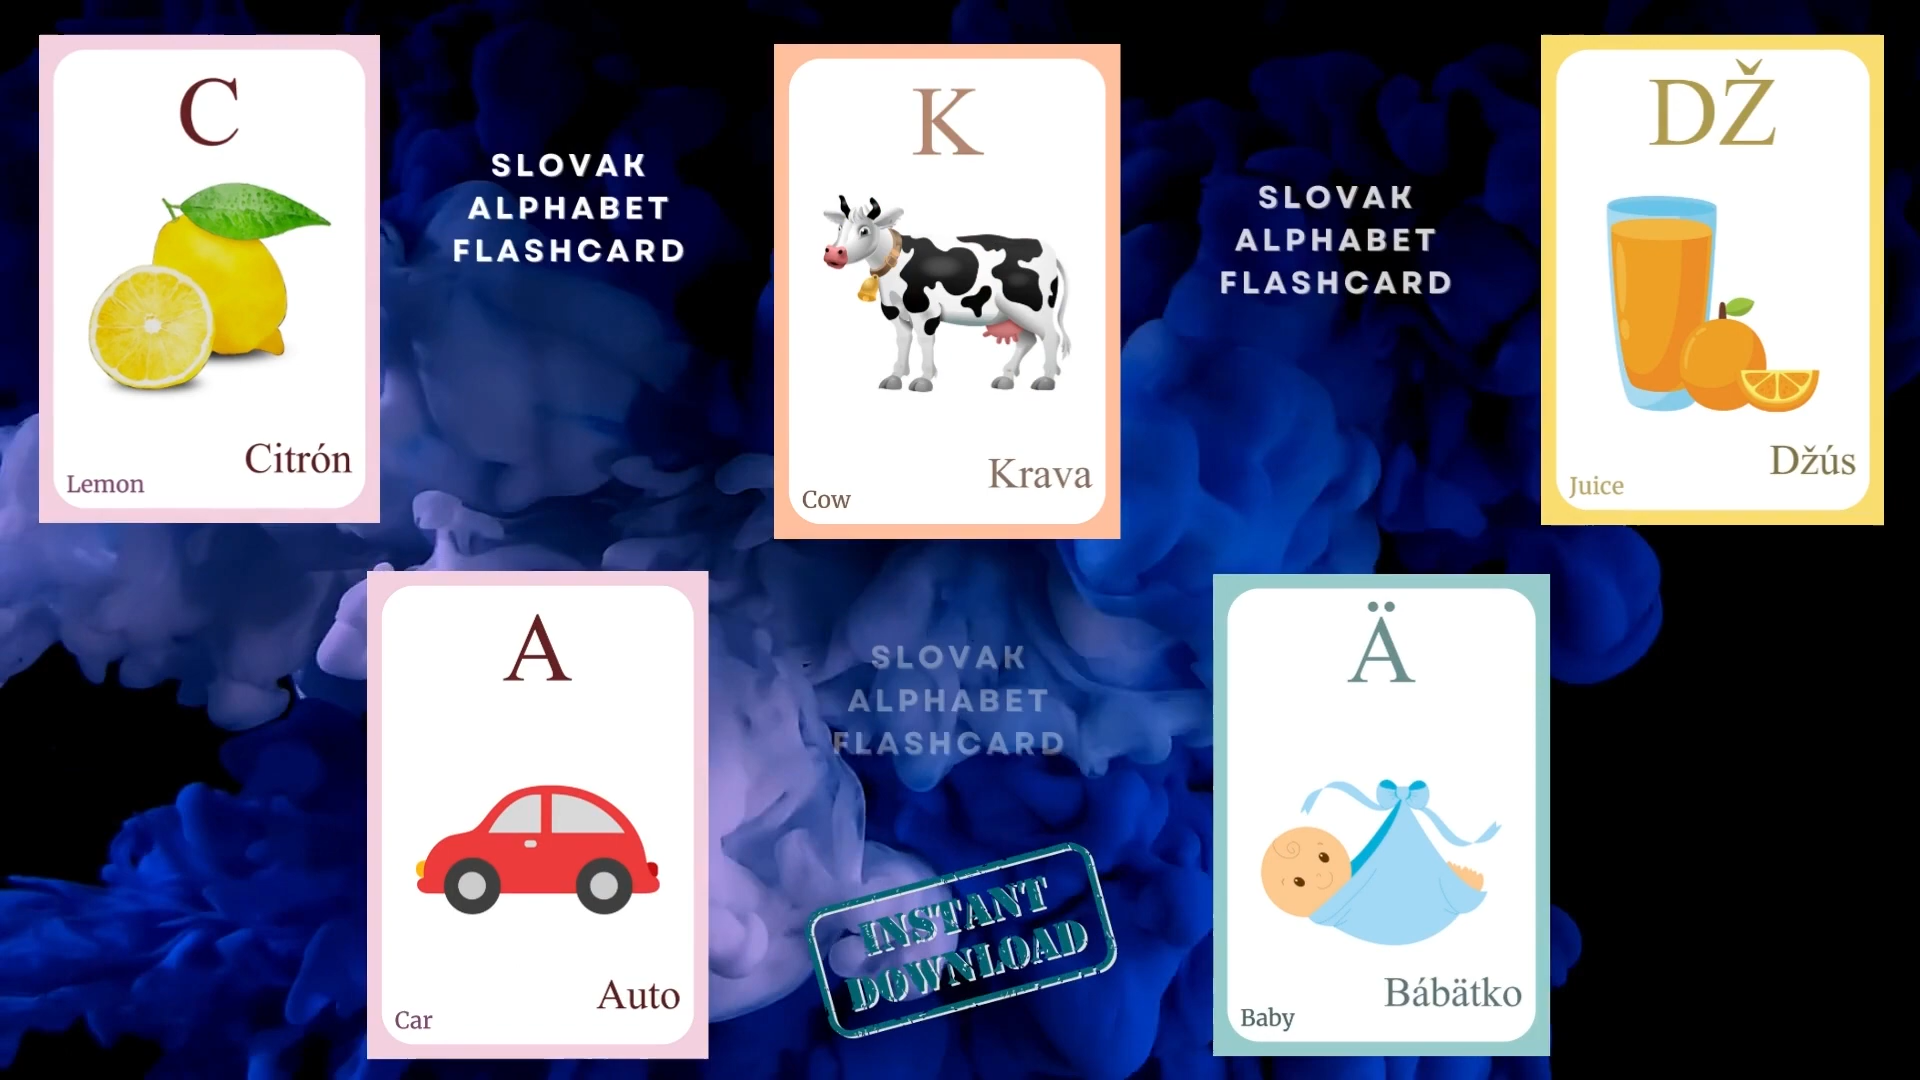 C
Citrón
Lemon
SLOVAK
ALPHABET
FLASHCARD
K
Krava
Cow
SLOVAK
ALPHABET
FLASHCARD
DŽ
Džús
Juice
A
Auto
Car
SLOVAK
ALPHABET
FLASHCARD
INSTANT
DOWNLOAD
Ä
Bábätko
Baby